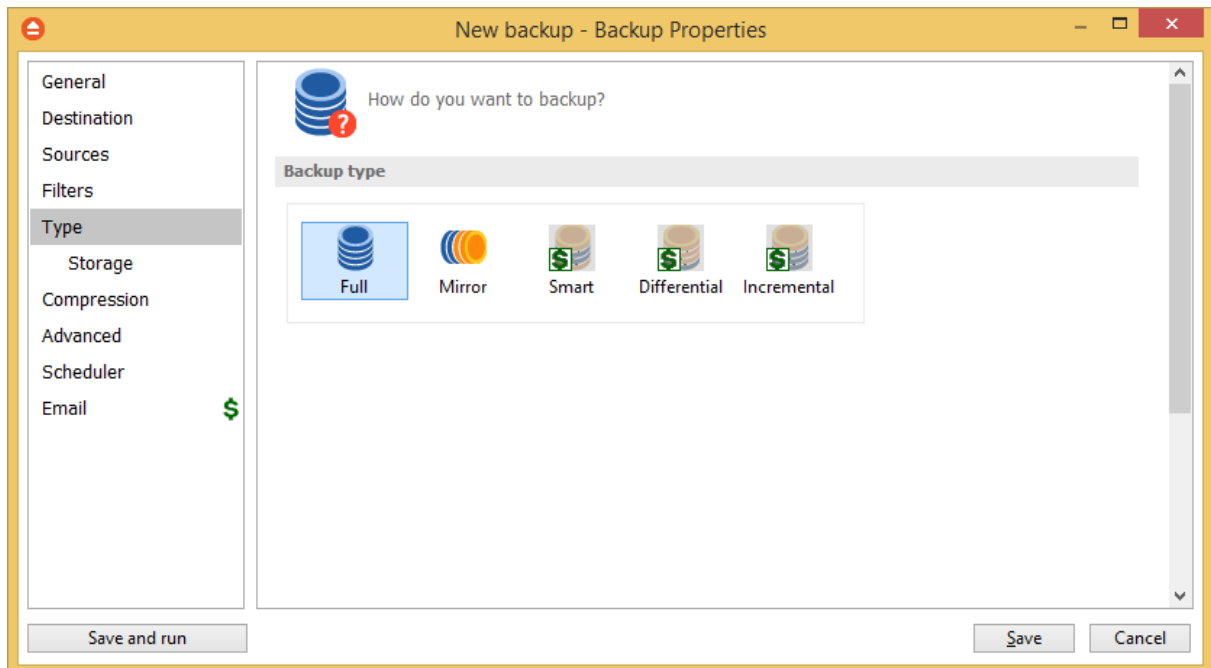 New backup - Backup Properties
General
Destination
Sources
Filters
Type
Storage
Compression
Advanced
Scheduler
Email $
How do you want to backup?
?
Backup type
$ $ $
Full Mirror Smart Differential Incremental
Save and run Save Cancel